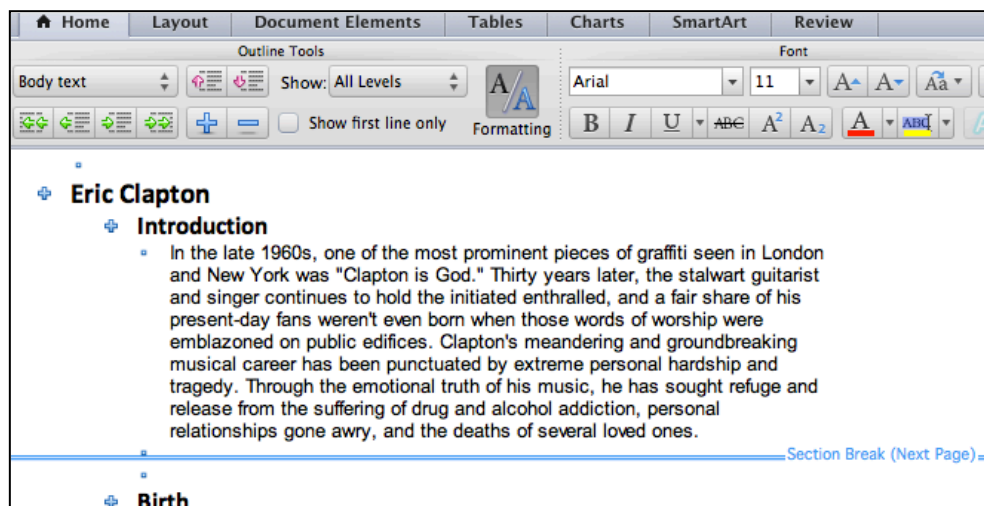 Home Layout Document Elements Tables Charts SmartArt Review
Outline Tools Font
Body text Show: All Levels A/A Arial 11 A A Aa
Show first line only Formatting B I U ABC A2 A2 A ABC
Eric Clapton
Introduction
In the late 1960s, one of the most prominent pieces of graffiti seen in London
and New York was "Clapton is God." Thirty years later, the stalwart guitarist
and singer continues to hold the initiated enthralled, and a fair share of his
present-day fans weren't even born when those words of worship were
emblazoned on public edifices. Clapton's meandering and groundbreaking
musical career has been punctuated by extreme personal hardship and
tragedy. Through the emotional truth of his music, he has sought refuge and
release from the suffering of drug and alcohol addiction, personal
relationships gone awry, and the deaths of several loved ones.
Section Break (Next Page)
Birth